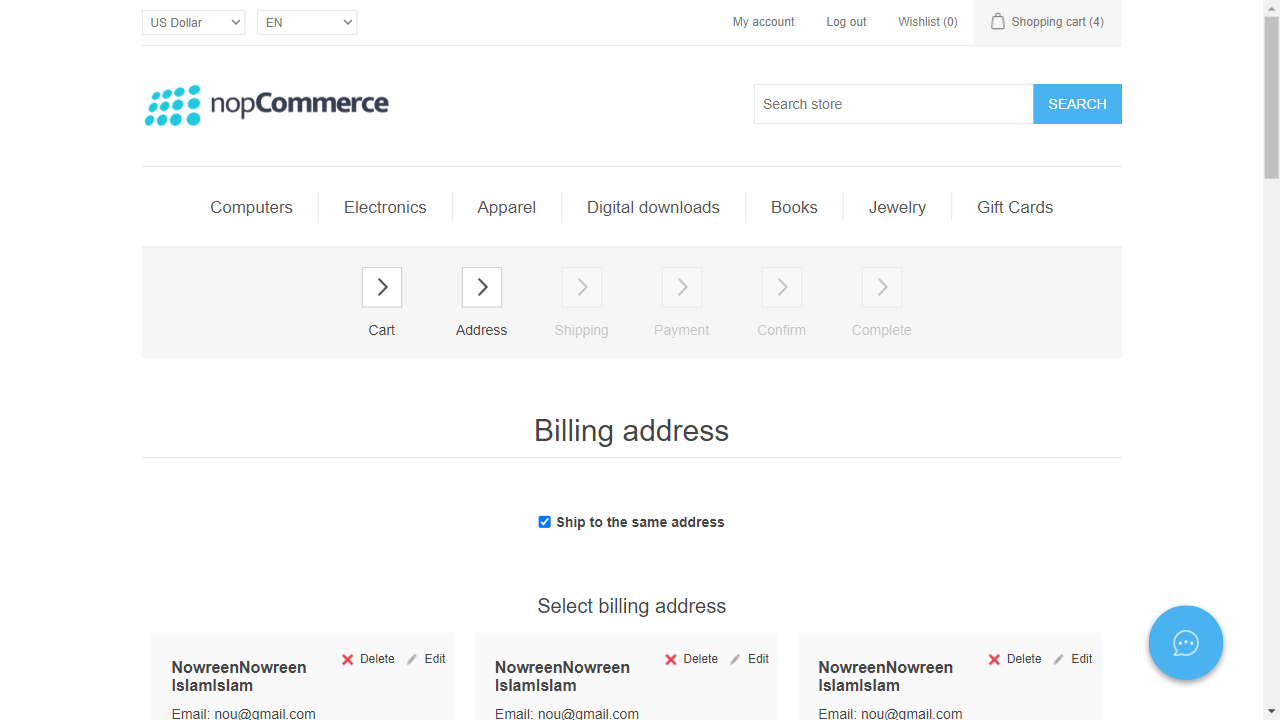 US Dollar EN My account Log out Wishlist (0) Shopping cart (4)
nopCommerce Search store SEARCH
Computers Electronics Apparel Digital downloads Books Jewelry Gift Cards
Cart Address Shipping Payment Confirm Complete
Billing address
Ship to the same address
Select billing address
Delete Edit Delete Edit Delete Edit
NowreenNowreen NowreenNowreen NowreenNowreen
IslamIslam IslamIslam IslamIslam
Email: nou@gmail.com Email: nou@gmail.com Email: nou@gmail.com